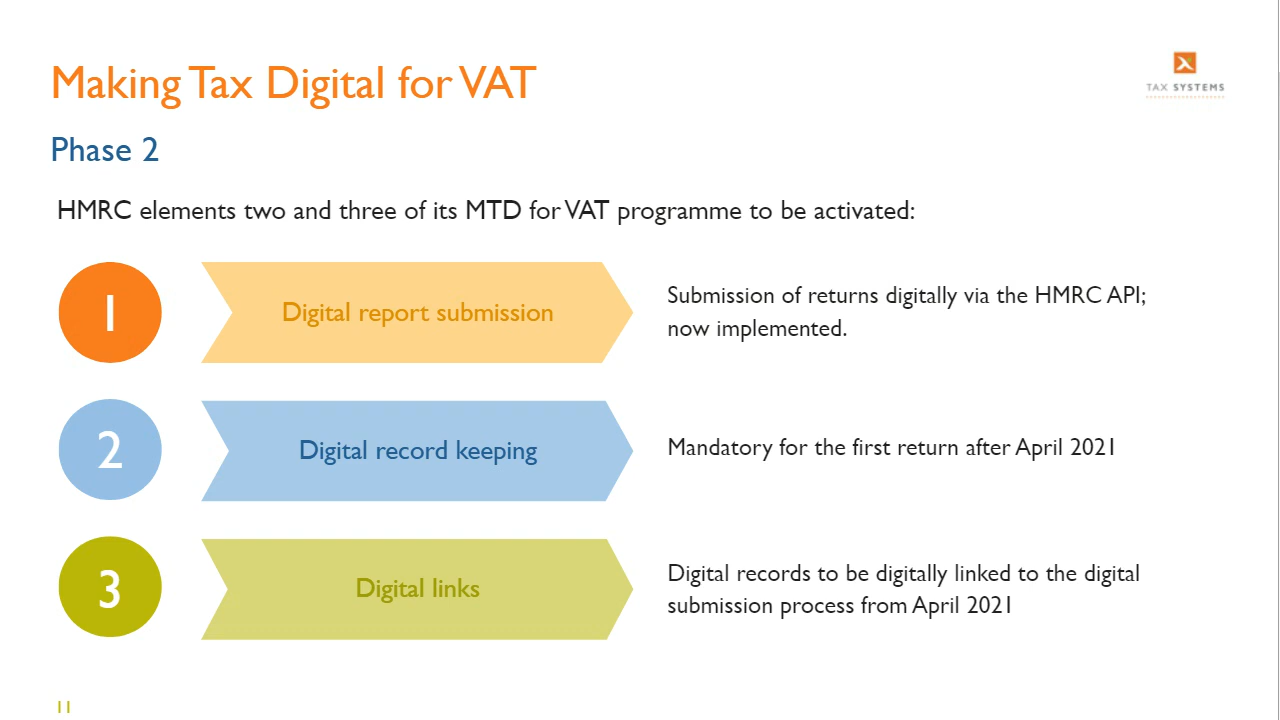 Making Tax Digital for VAT
TAX SYSTEMS
Phase 2
HMRC elements two and three of its MTD for VAT programme to be activated:
1
Digital report submission
Submission of returns digitally via the HMRC API;
now implemented.
2
Digital record keeping
Mandatory for the first return after April 2021
3
Digital links
Digital records to be digitally linked to the digital
submission process from April 2021
11